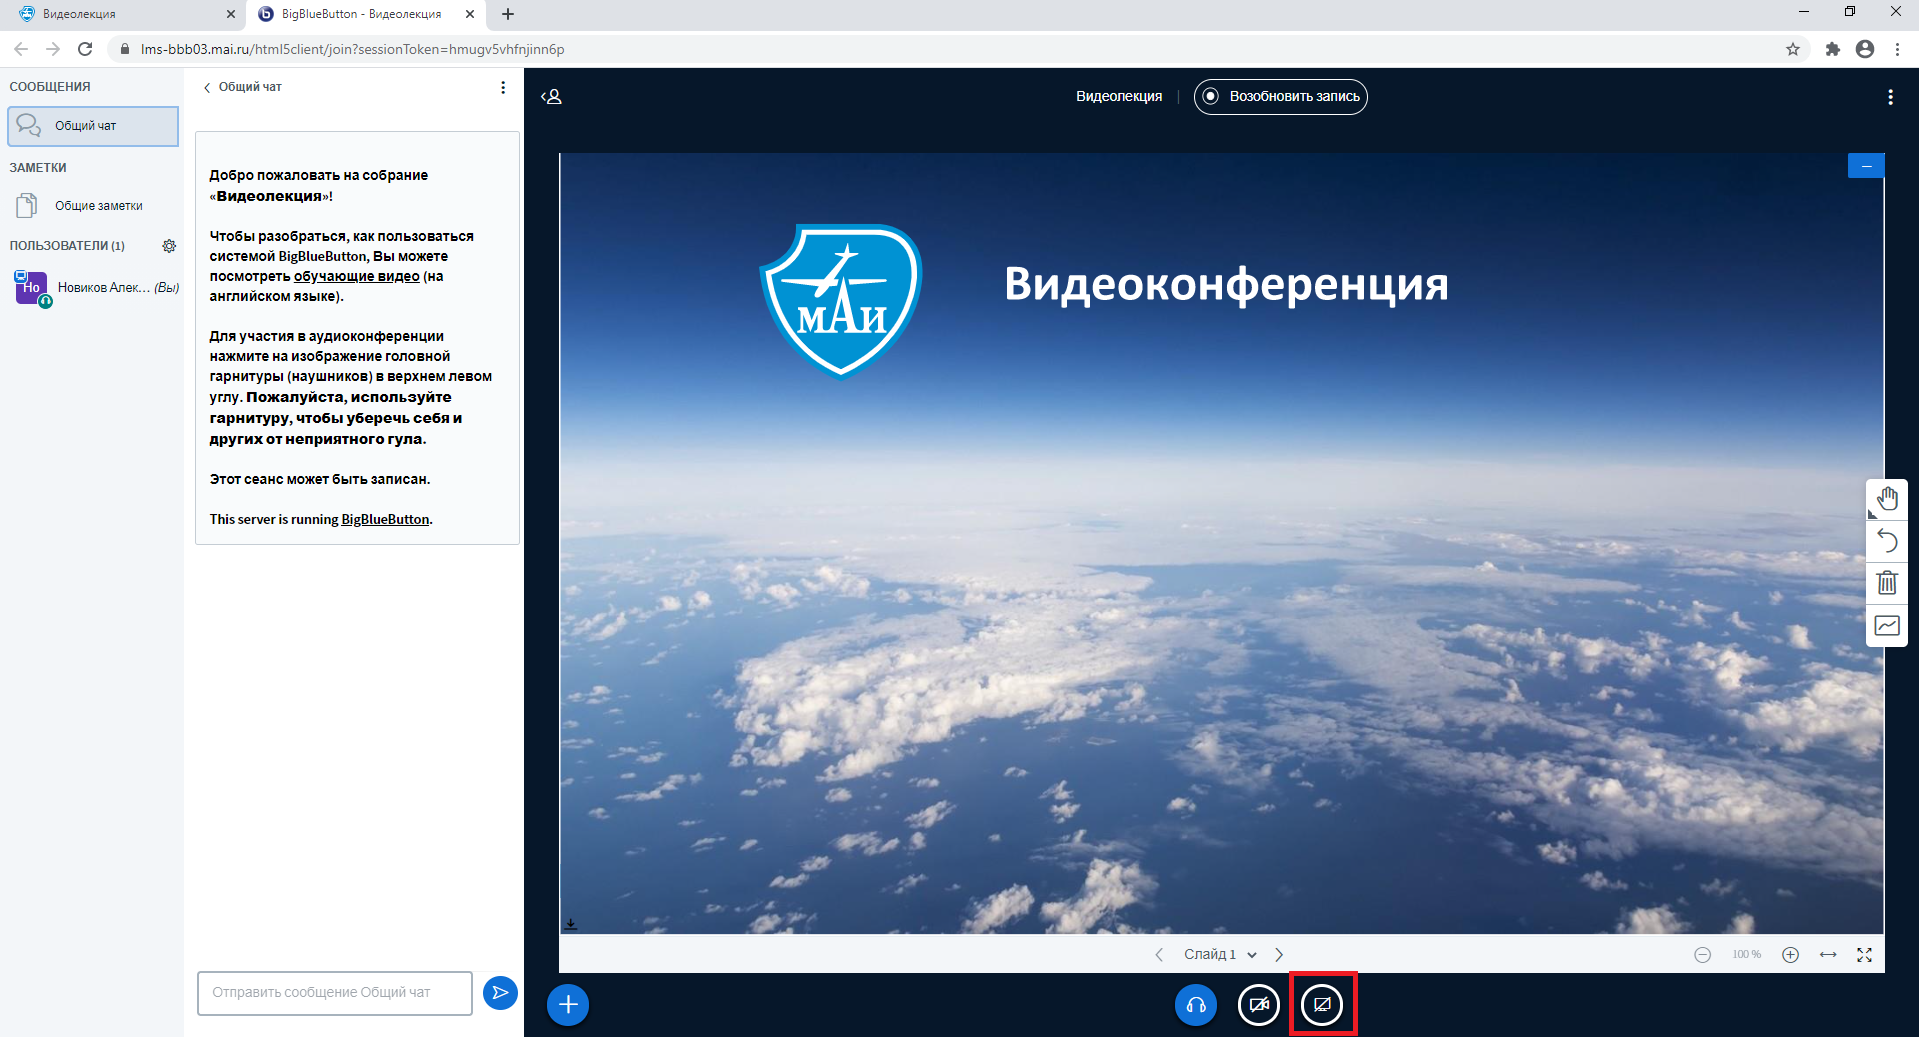 Видеолекция
BigBlueButton - Видеолекция
lms-bbb03.mai.ru/html5client/join?sessionToken=hmugv5vhfnjinn6p
СООБЩЕНИЯ
Общий чат
ЗАМЕТКИ
Общие заметки
ПОЛЬЗОВАТЕЛИ (1)
Но
Новиков Алек... (Вы)
Общий чат
Добро пожаловать на собрание
«Видеолекция»!
Чтобы разобраться, как пользоваться
системой BigBlueButton, Вы можете
посмотреть обучающие видео (на
английском языке).
Для участия в аудиоконференции
нажмите на изображение головной
гарнитуры (наушников) в верхнем левом
углу. Пожалуйста, используйте
гарнитуру, чтобы уберечь себя и
других от неприятного гула.
Этот сеанс может быть записан.
This server is running BigBlueButton.
Отправить сообщение Общий чат
Видеолекция
Возобновить запись
МАИ
Видеоконференция
Слайд 1
100 %